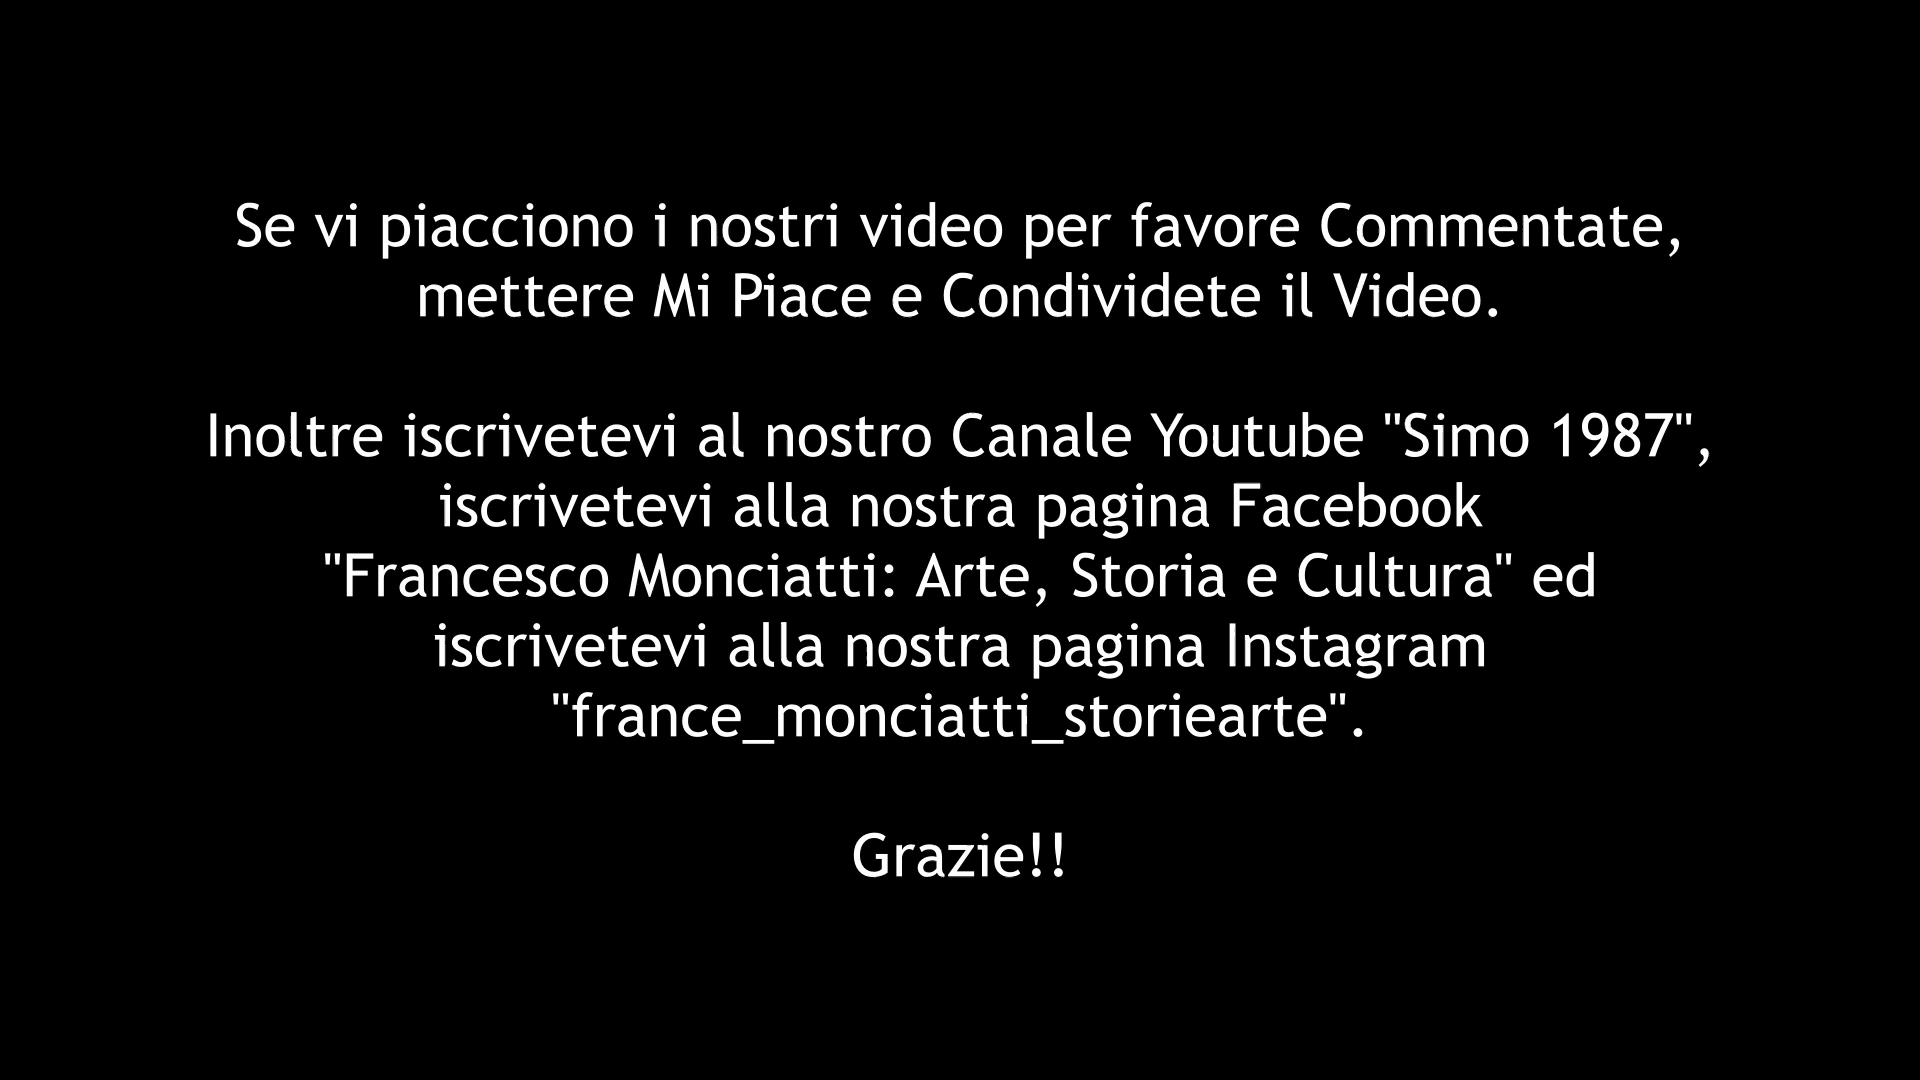 Se vi piacciono i nostri video per favore Commentate,
mettere Mi Piace e Condividete il Video.
Inoltre iscrivetevi al nostro Canale Youtube "Simo 1987",
iscrivetevi alla nostra pagina Facebook
"Francesco Monciatti: Arte, Storia e Cultura" ed
iscrivetevi alla nostra pagina Instagram
"france_monciatti_storiearte".
Grazie!!